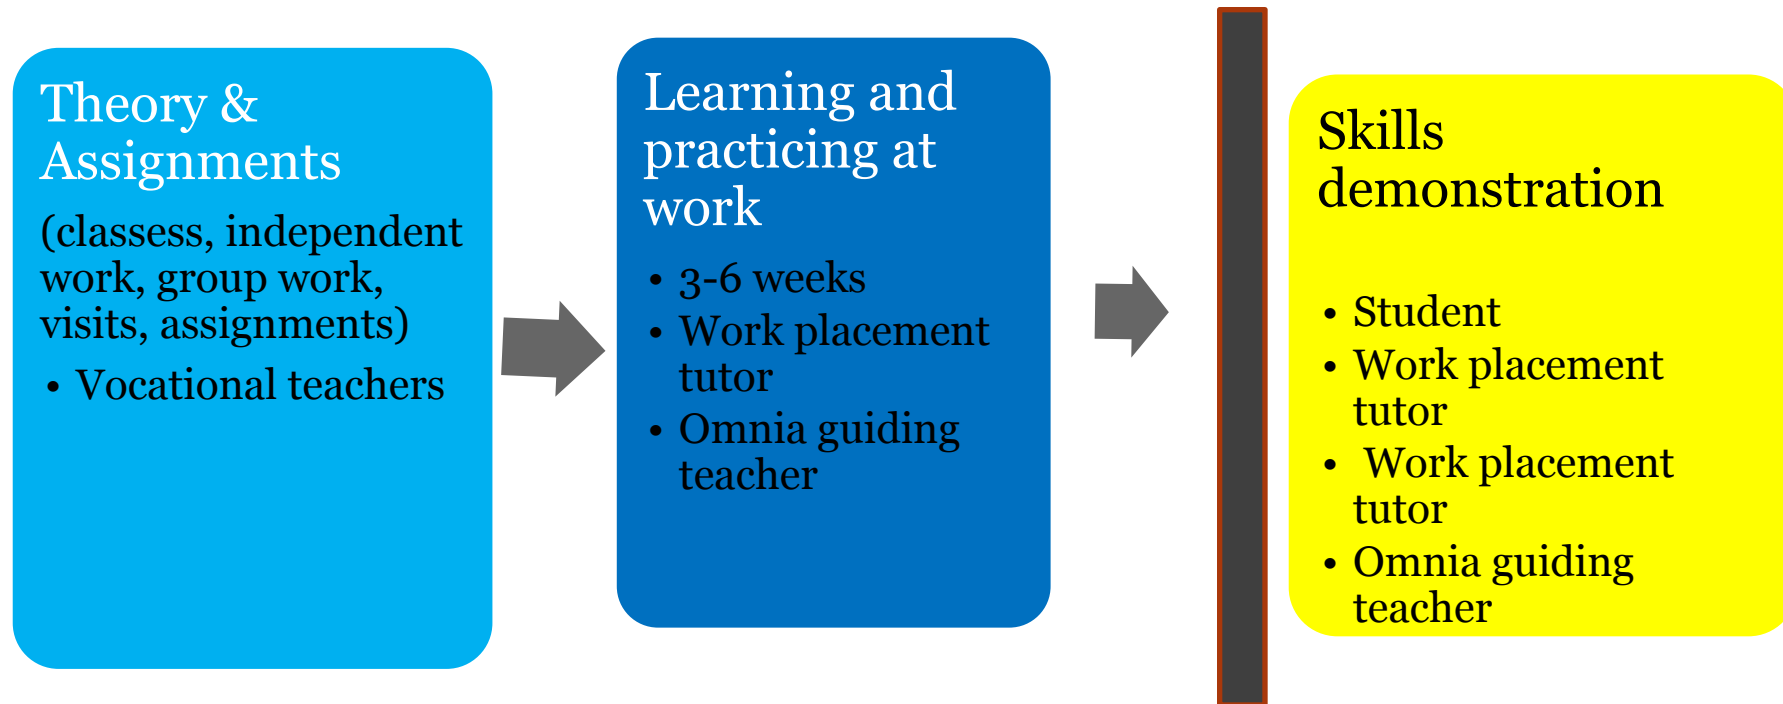 Theory &
Assignments
(classess, independent
work, group work,
visits, assignments)
• Vocational teachers
Learning and
practicing at
work
• 3-6 weeks
• Work placement
tutor
• Omnia guiding
teacher
Skills
demonstration
• Student
• Work placement
tutor
• Work placement
tutor
• Omnia guiding
teacher